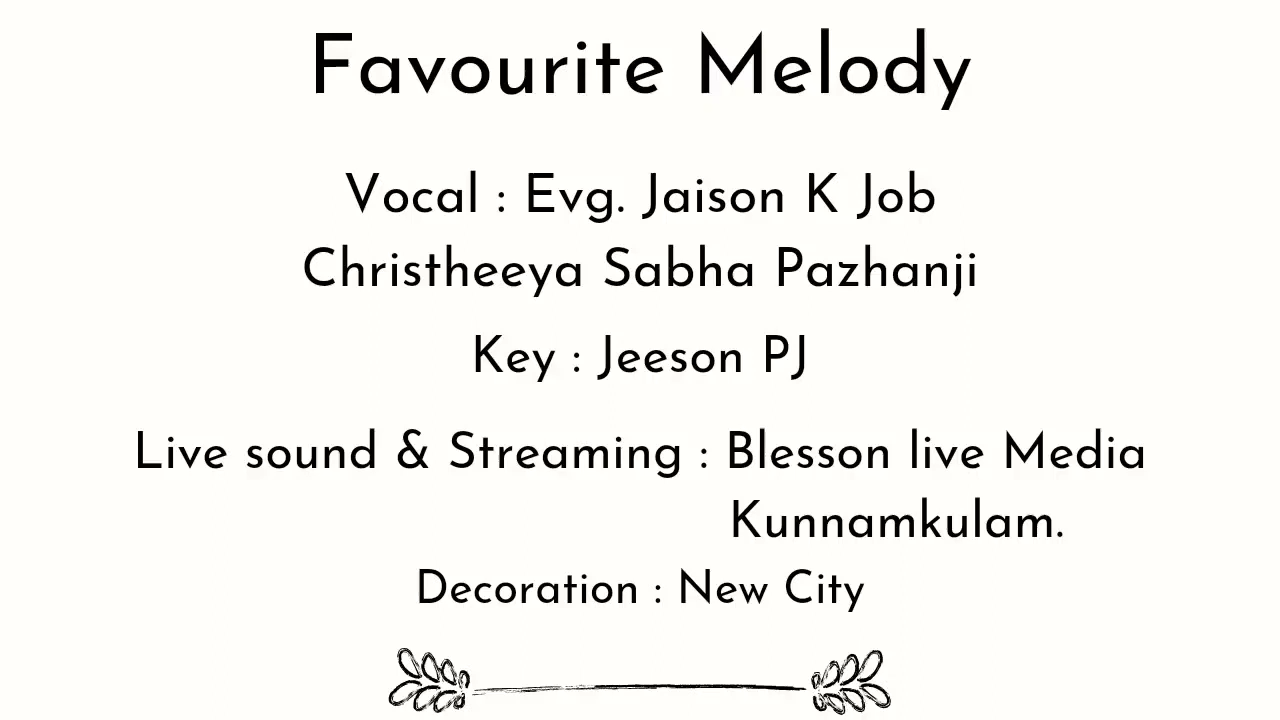 Favourite Melody
Vocal : Evg. Jaison K Job
Christheeya Sabha Pazhanji
Key : Jeeson PJ
Live sound & Streaming : Blesson live Media
Kunnamkulam.
Decoration : New City